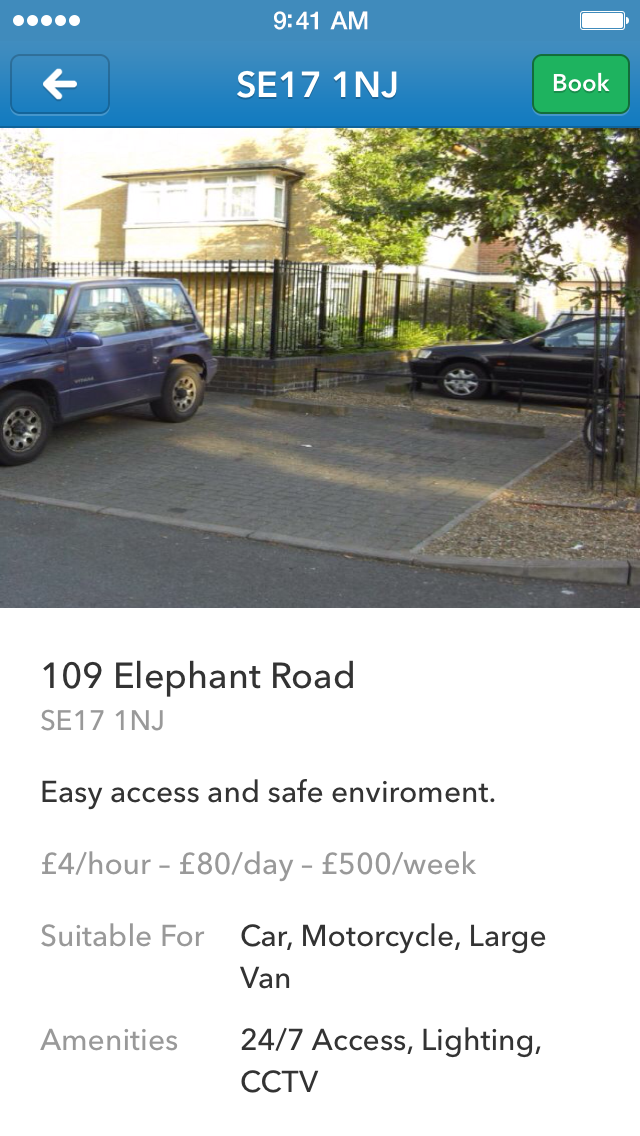 9:41 AM
SE17 1NJ
Book
109 Elephant Road
SE17 1NJ
Easy access and safe enviroment.
£4/hour – £80/day – £500/week
Suitable For Car, Motorcycle, Large
Van
Amenities 24/7 Access, Lighting,
CCTV